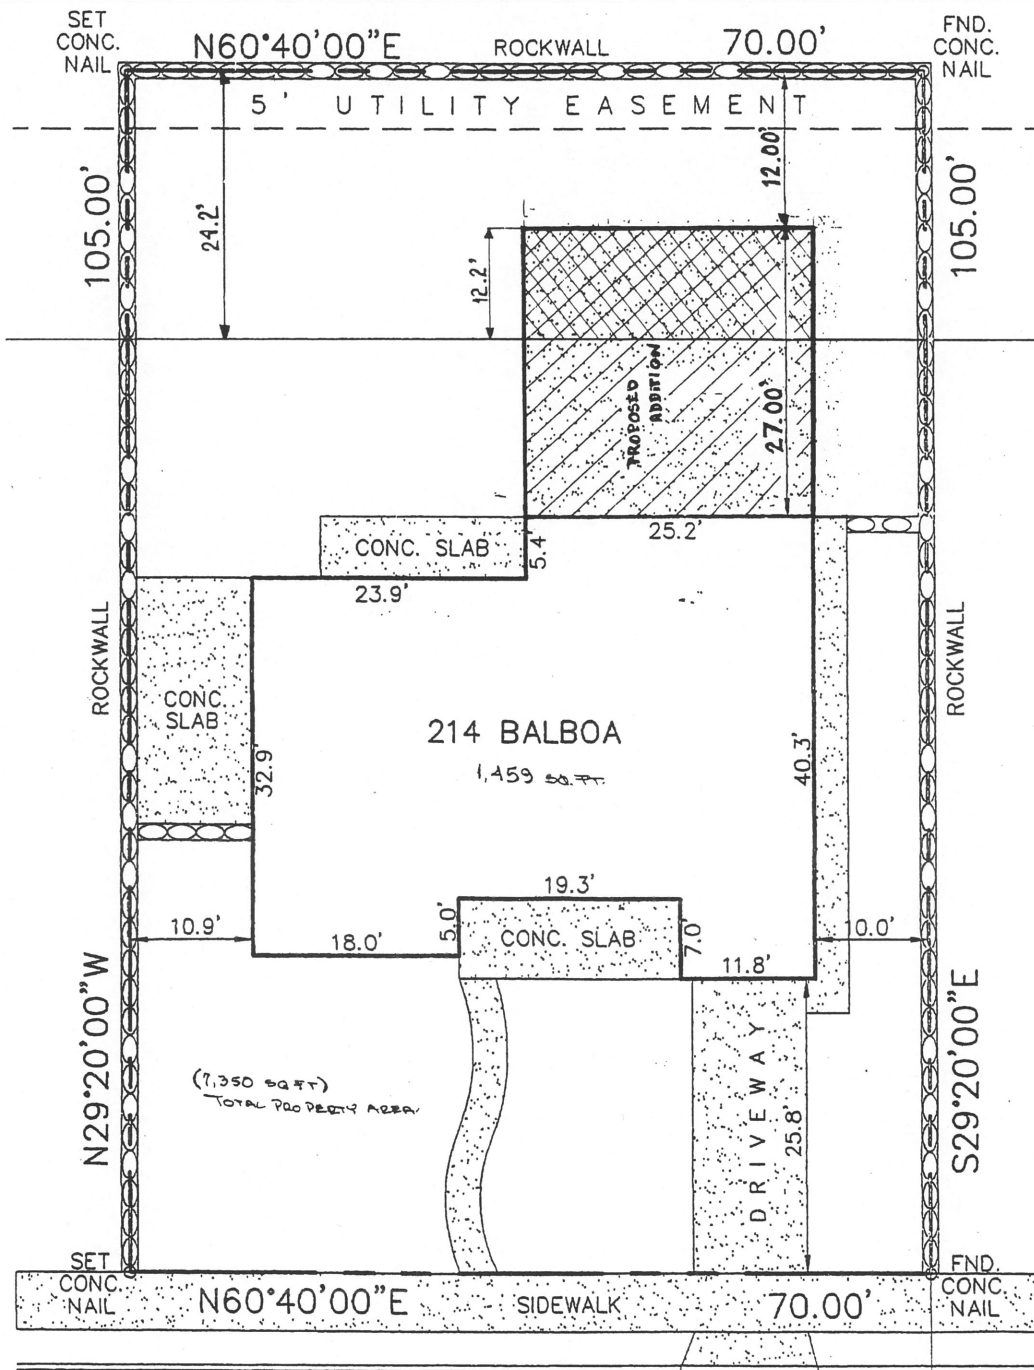 SET
CONC.
NAIL
N60°40'00"E
ROCKWALL
70.00'
FND.
CONC.
NAIL
5' UTILITY EASEMENT
105.00'
24.2'
12.2'
12.00'
105.00'
PROPOSED
ADDITION
27.00'
CONC. SLAB
5.4'
25.2'
23.9'
ROCKWALL
CONC.
SLAB
32.9'
214 BALBOA
1,459 SQ.FT.
40.3'
ROCKWALL
19.3'
10.9'
18.0'
5.0'
CONC. SLAB
7.0'
11.8'
10.0'
N29°20'00"W
(7,350 SQ FT)
TOTAL PROPERTY AREA
DRIVEWAY
25.8'
S29°20'00"E
SET
CONC
NAIL
N60°40'00"E
SIDEWALK
70.00'
FND.
CONC.
NAIL